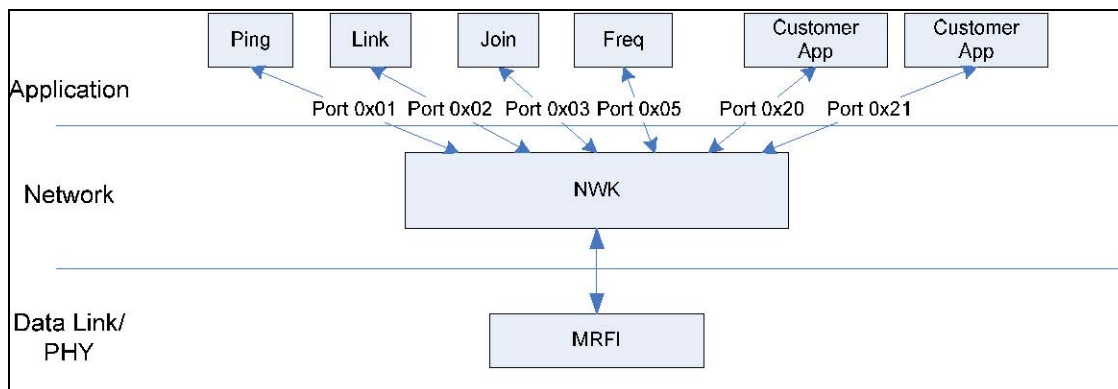 Ping
Link
Join
Freq
Customer
App
Customer
App
Application
Port 0x01
Port 0x02
Port 0x03
Port 0x05
Port 0x20
Port 0x21
Network
NWK
Data Link/
PHY
MRFI